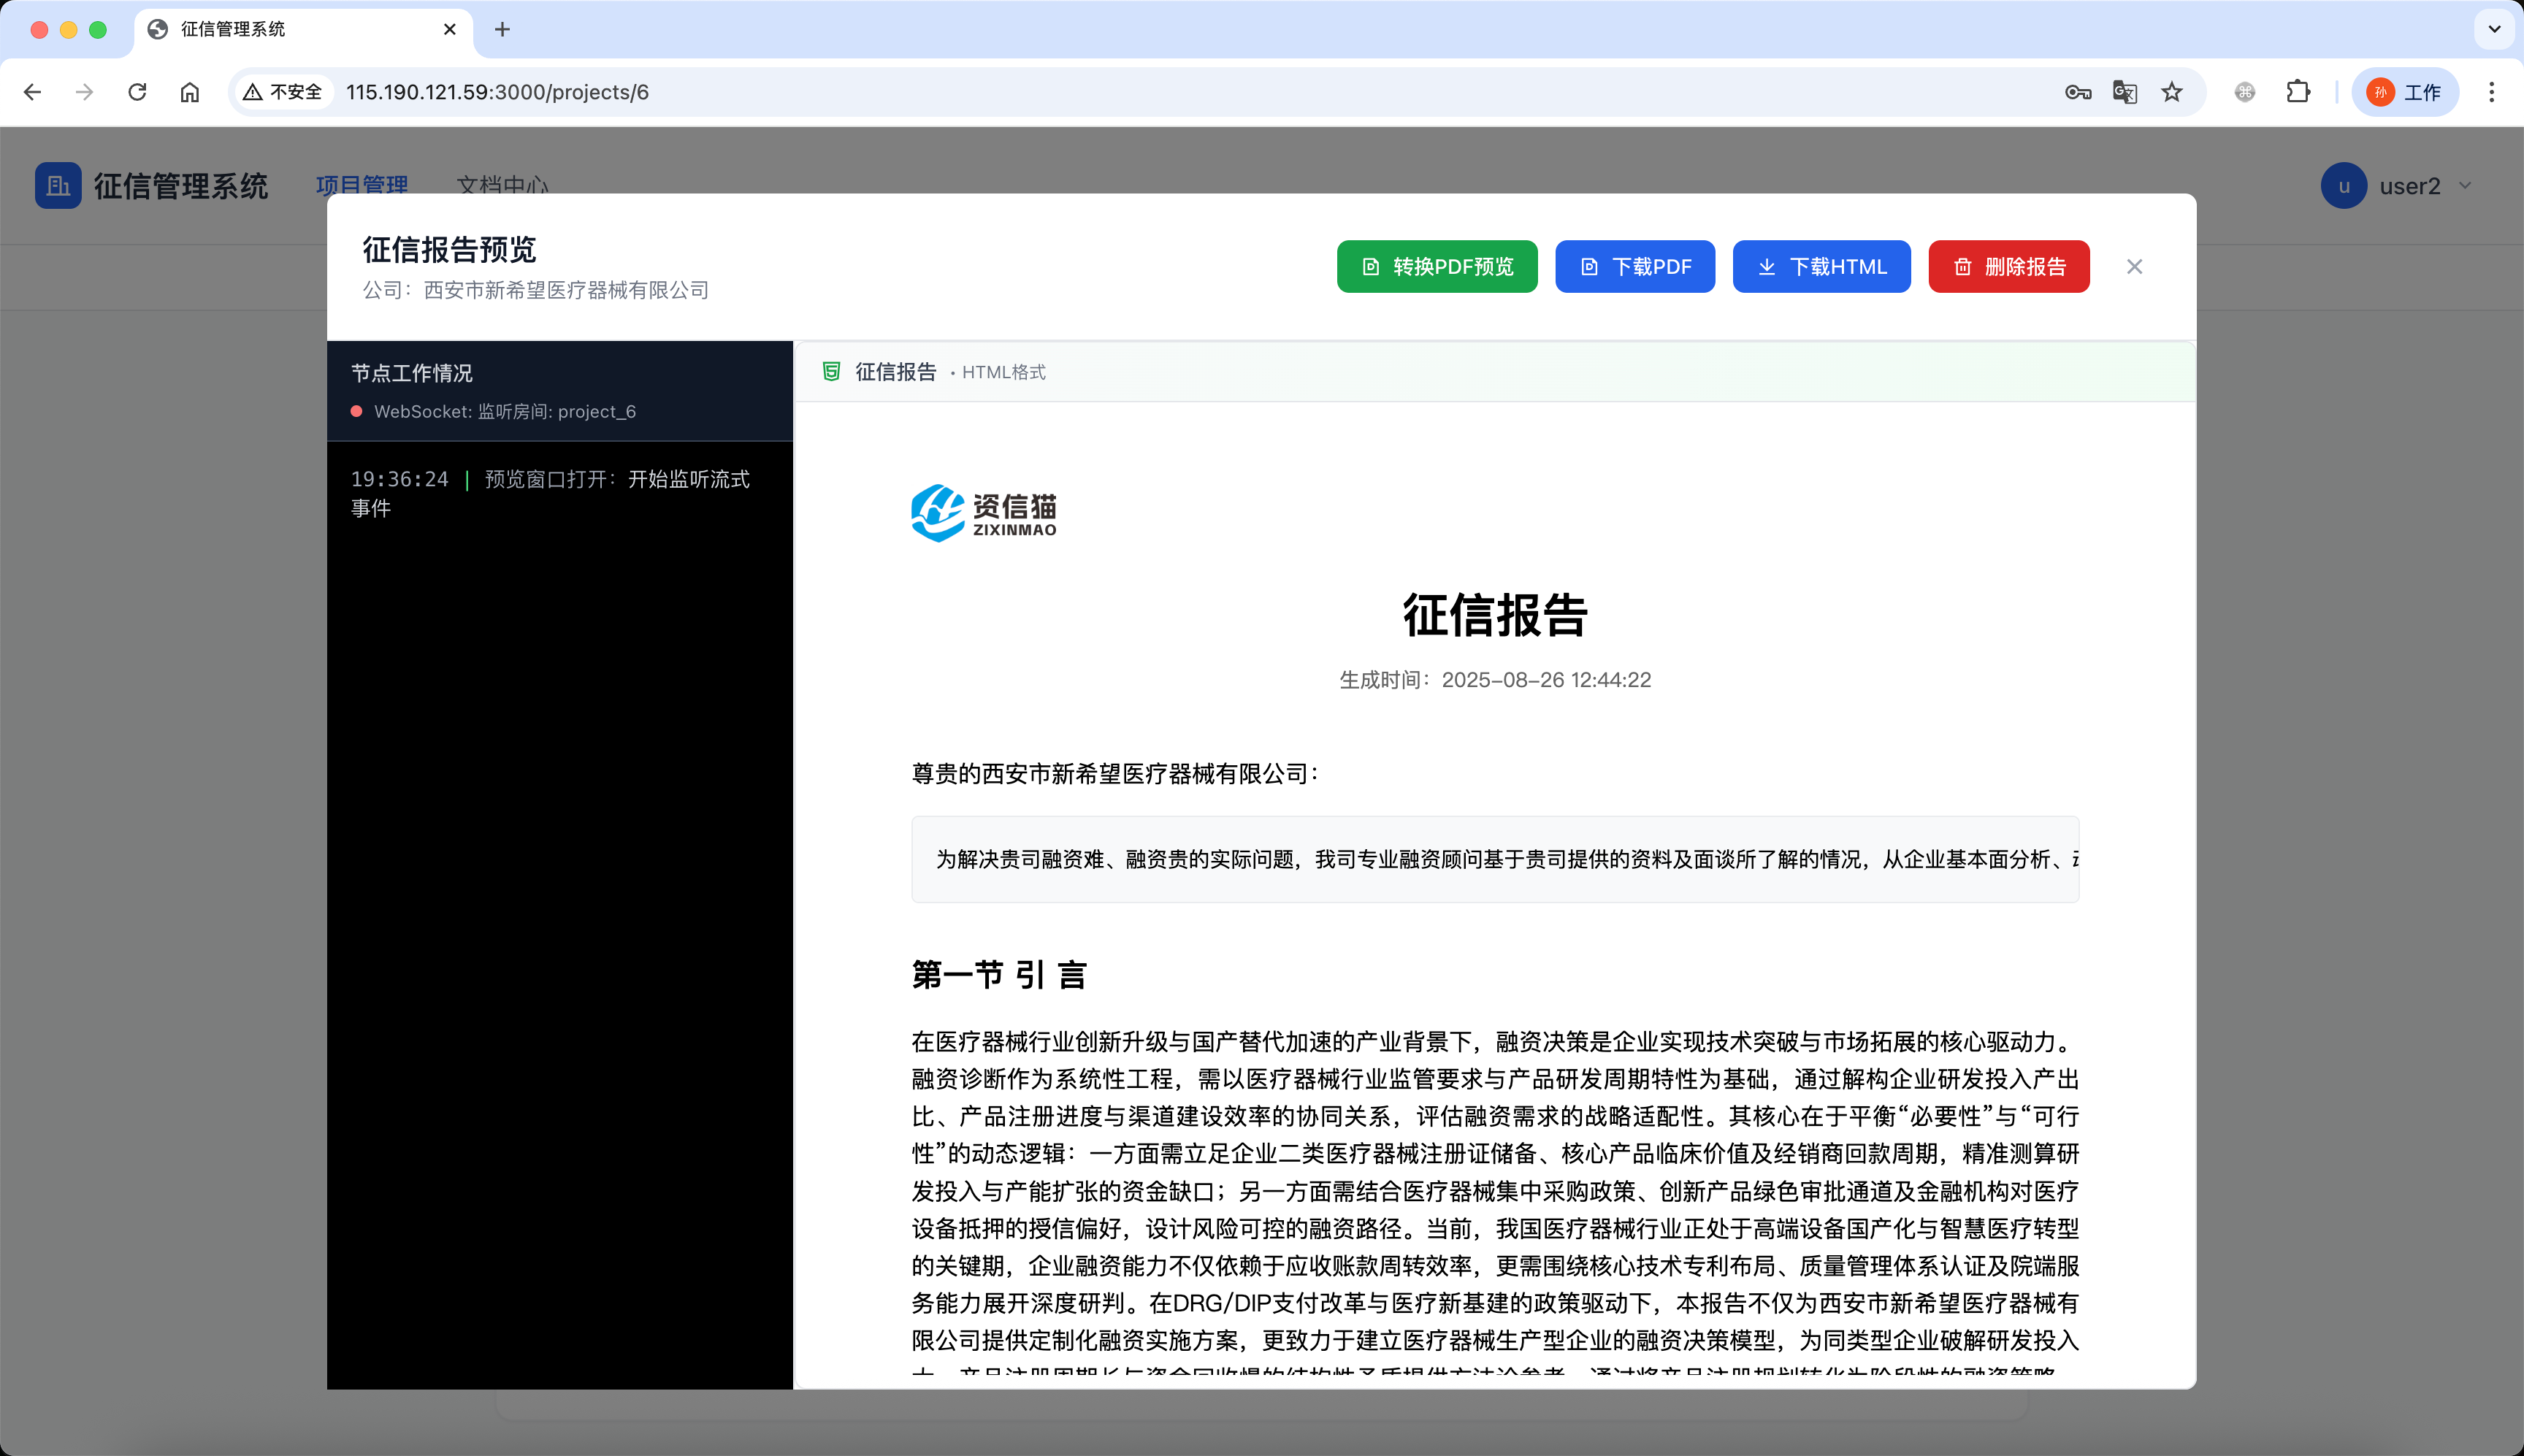 征信管理系统
不安全 115.190.121.59:3000/projects/6 孙 工作
征信管理系统 项目管理 文档中心 u user2
征信报告预览
公司：西安市新希望医疗器械有限公司
转换PDF预览 下载PDF 下载HTML 删除报告
节点工作情况
WebSocket: 监听房间: project_6
19:36:24 | 预览窗口打开：开始监听流式
事件
征信报告 • HTML格式
资信猫
ZIXINMAO
征信报告
生成时间：2025-08-26 12:44:22
尊贵的西安市新希望医疗器械有限公司：
为解决贵司融资难、融资贵的实际问题，我司专业融资顾问基于贵司提供的资料及面谈所了解的情况，从企业基本面分析、
第一节 引 言
在医疗器械行业创新升级与国产替代加速的产业背景下，融资决策是企业实现技术突破与市场拓展的核心驱动力。
融资诊断作为系统性工程，需以医疗器械行业监管要求与产品研发周期特性为基础，通过解构企业研发投入产出
比、产品注册进度与渠道建设效率的协同关系，评估融资需求的战略适配性。其核心在于平衡“必要性”与“可行
性”的动态逻辑：一方面需立足企业二类医疗器械注册证储备、核心产品临床价值及经销商回款周期，精准测算研
发投入与产能扩张的资金缺口；另一方面需结合医疗器械集中采购政策、创新产品绿色审批通道及金融机构对医疗
设备抵押的授信偏好，设计风险可控的融资路径。当前，我国医疗器械行业正处于高端设备国产化与智慧医疗转型
的关键期，企业融资能力不仅依赖于应收账款周转效率，更需围绕核心技术专利布局、质量管理体系认证及院端服
务能力展开深度研判。在DRG/DIP支付改革与医疗新基建的政策驱动下，本报告不仅为西安市新希望医疗器械有
限公司提供定制化融资实施方案，更致力于建立医疗器械生产型企业的融资决策模型，为同类型企业破解研发投入